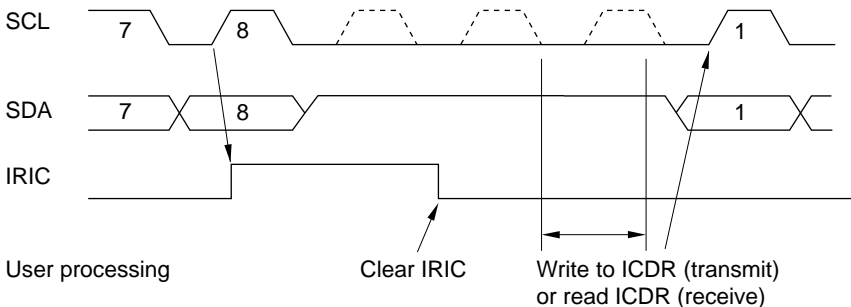 SCL
7 8 1
SDA
7 8 1
IRIC
User processing Clear IRIC Write to ICDR (transmit)
or read ICDR (receive)